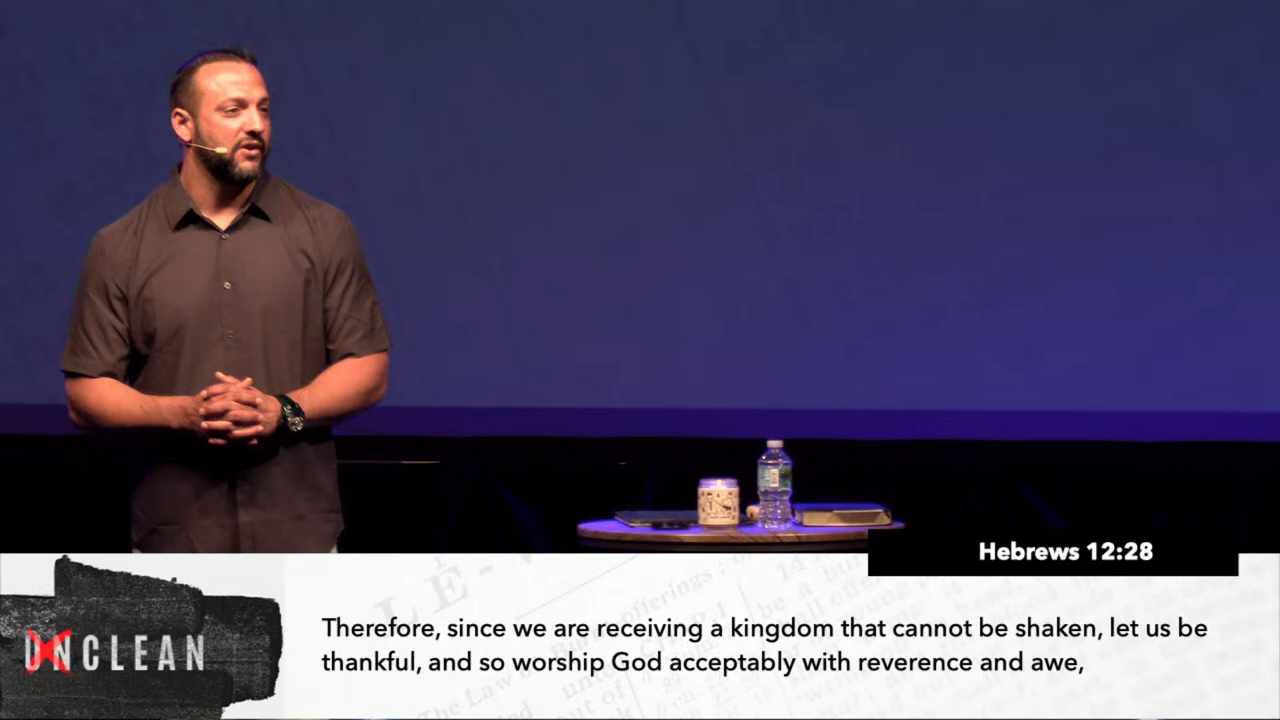 Hebrews 12:28
UNCLEAN
Therefore, since we are receiving a kingdom that cannot be shaken, let us be
thankful, and so worship God acceptably with reverence and awe,